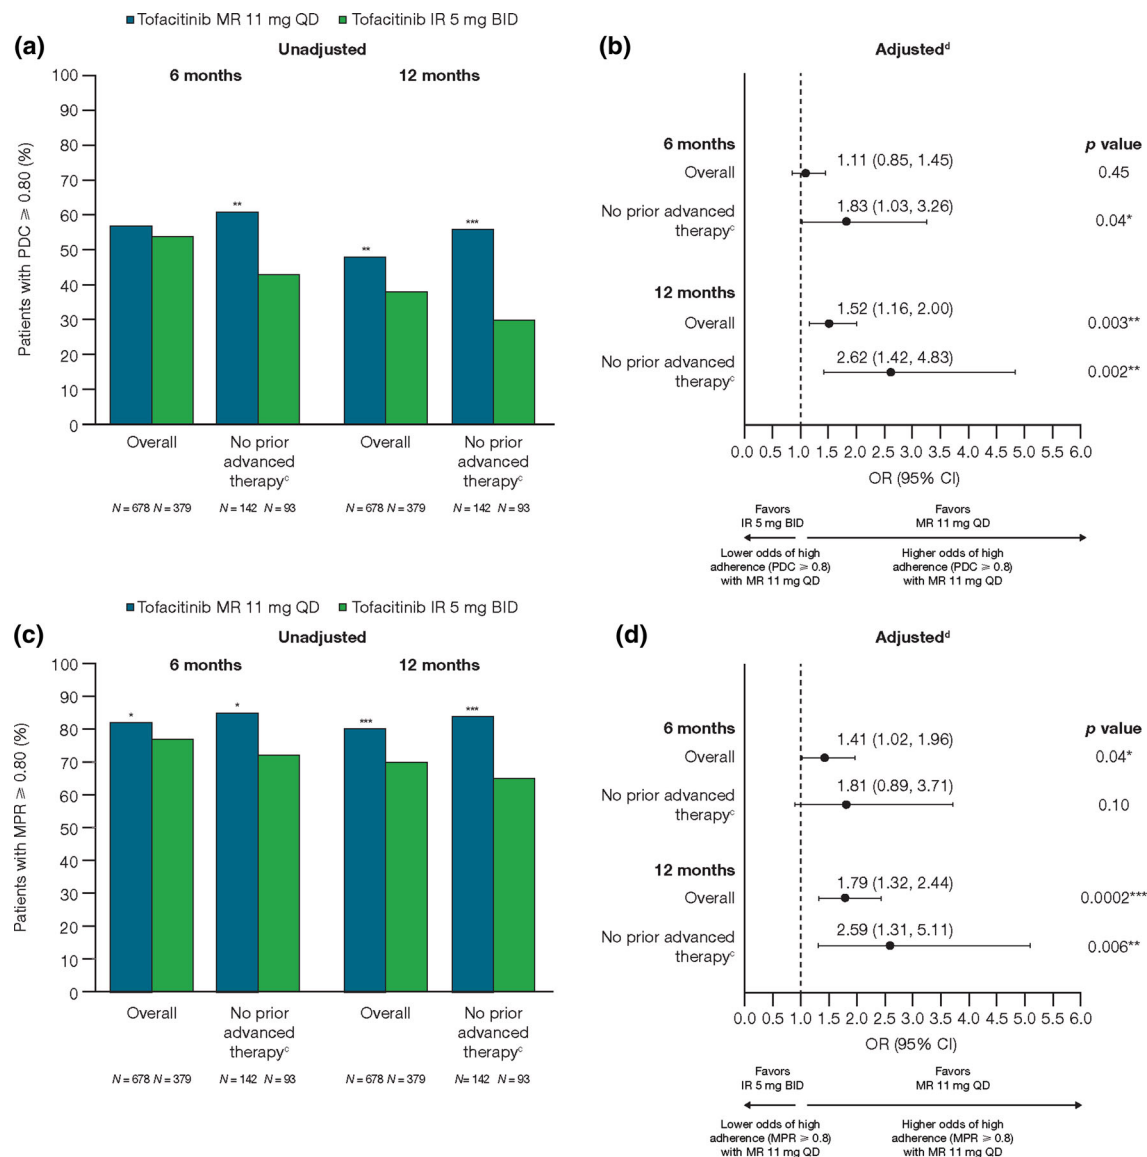 Tofacitinib MR 11 mg QD Tofacitinib IR 5 mg BID
(a)
Unadjusted
6 months 12 months
Patients with PDC ⩾ 0.80 (%)
100
90
80
70
60
50
40
30
20
10
0
**
**
***
Overall No prior advanced therapyᶜ Overall No prior advanced therapyᶜ
N = 678 N = 379 N = 142 N = 93 N = 678 N = 379 N = 142 N = 93
(b)
Adjustedᵈ
6 months p value
1.11 (0.85, 1.45)
Overall 0.45
1.83 (1.03, 3.26)
No prior advanced
therapyᶜ 0.04*
12 months
1.52 (1.16, 2.00)
Overall 0.003**
2.62 (1.42, 4.83)
No prior advanced
therapyᶜ 0.002**
0.0 0.5 1.0 1.5 2.0 2.5 3.0 3.5 4.0 4.5 5.0 5.5 6.0
OR (95% CI)
Favors
IR 5 mg BID
Favors
MR 11 mg QD
Lower odds of high
adherence (PDC ⩾ 0.8)
with MR 11 mg QD
Higher odds of high
adherence (PDC ⩾ 0.8)
with MR 11 mg QD
Tofacitinib MR 11 mg QD Tofacitinib IR 5 mg BID
(c)
Unadjusted
6 months 12 months
Patients with MPR ⩾ 0.80 (%)
100
90
80
70
60
50
40
30
20
10
0
*
*
***
***
Overall No prior advanced therapyᶜ Overall No prior advanced therapyᶜ
N = 678 N = 379 N = 142 N = 93 N = 678 N = 379 N= 142 N = 93
(d)
Adjustedᵈ
6 months p value
1.41 (1.02, 1.96)
Overall 0.04*
1.81 (0.89, 3.71)
No prior advanced
therapyᶜ 0.10
12 months
1.79 (1.32, 2.44)
Overall 0.0002***
2.59 (1.31, 5.11)
No prior advanced
therapyᶜ 0.006**
0.0 0.5 1.0 1.5 2.0 2.5 3.0 3.5 4.0 4.5 5.0 5.5 6.0
OR (95% CI)
Favors
IR 5 mg BID
Favors
MR 11 mg QD
Lower odds of high
adherence (MPR ⩾ 0.8)
with MR 11 mg QD
Higher odds of high
adherence (MPR ⩾ 0.8)
with MR 11 mg QD